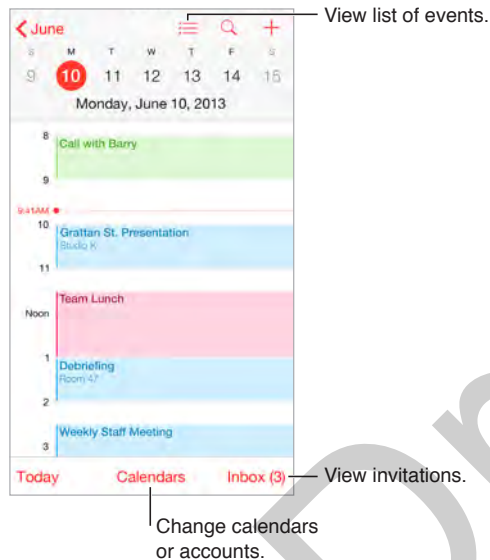 View list of events.
June
S M T W T F S
9 10 11 12 13 14 15
Monday, June 10, 2013
8
Call with Barry
9
9:41AM
10
Grattan St. Presentation
Studio K
11
Team Lunch
Noon
1
Debriefing
Room 47
2
Weekly Staff Meeting
3
Today Calendars Inbox (3)
View invitations.
Change calendars
or accounts.